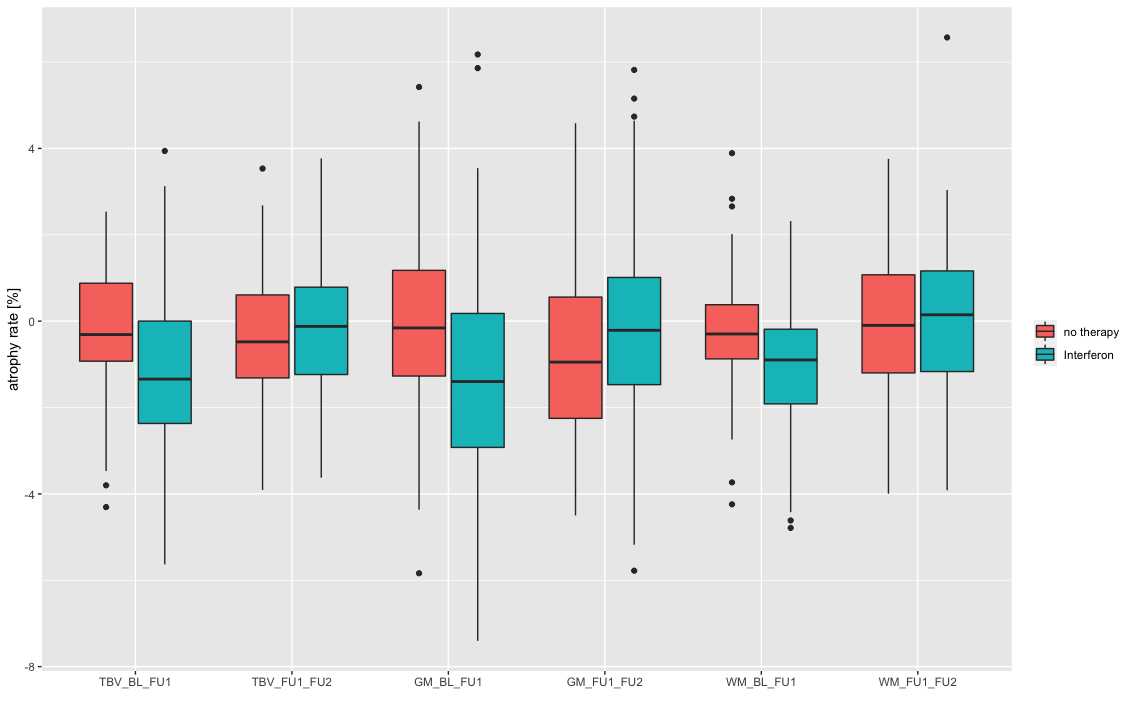 atrophy rate [%]
4
0
-4
-8
TBV_BL_FU1 TBV_FU1_FU2 GM_BL_FU1 GM_FU1_FU2 WM_BL_FU1 WM_FU1_FU2
no therapy
Interferon